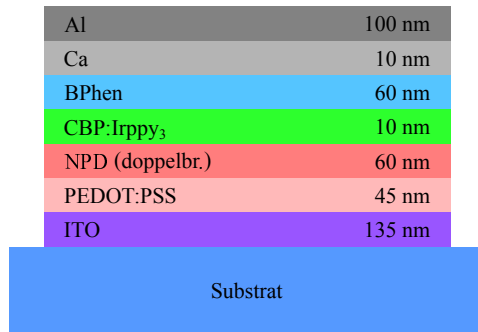 Al 100 nm
Ca 10 nm
BPhen 60 nm
CBP:Irppy₃ 10 nm
NPD (doppelbr.) 60 nm
PEDOT:PSS 45 nm
ITO 135 nm
Substrat